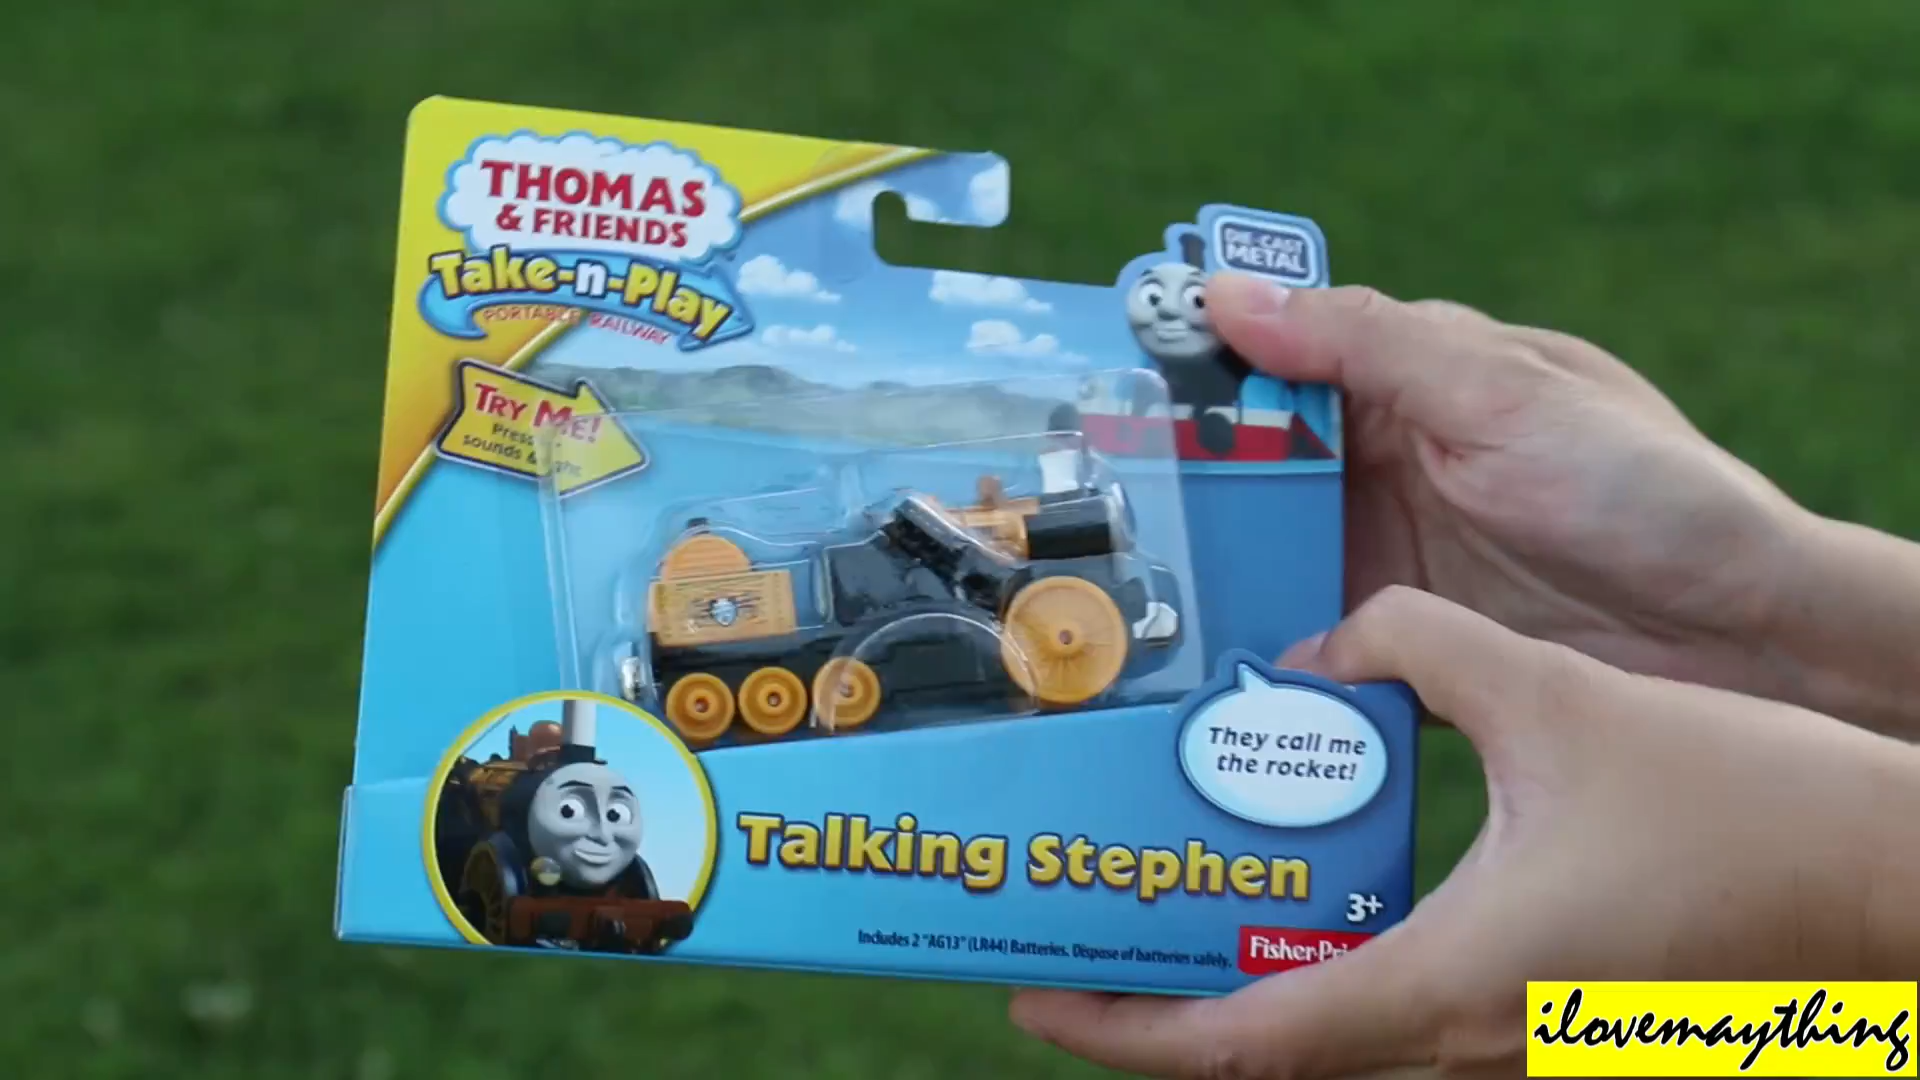 THOMAS
& FRIENDS
Take-n-Play
PORTABLE RAILWAY
DIE-CAST
METAL
TRY ME!
Press
sounds &
They call me
the rocket!
Talking Stephen
3+
Includes 2 "AG13" (LR44) Batteries. Dispose of batteries safely.
ilovemaything